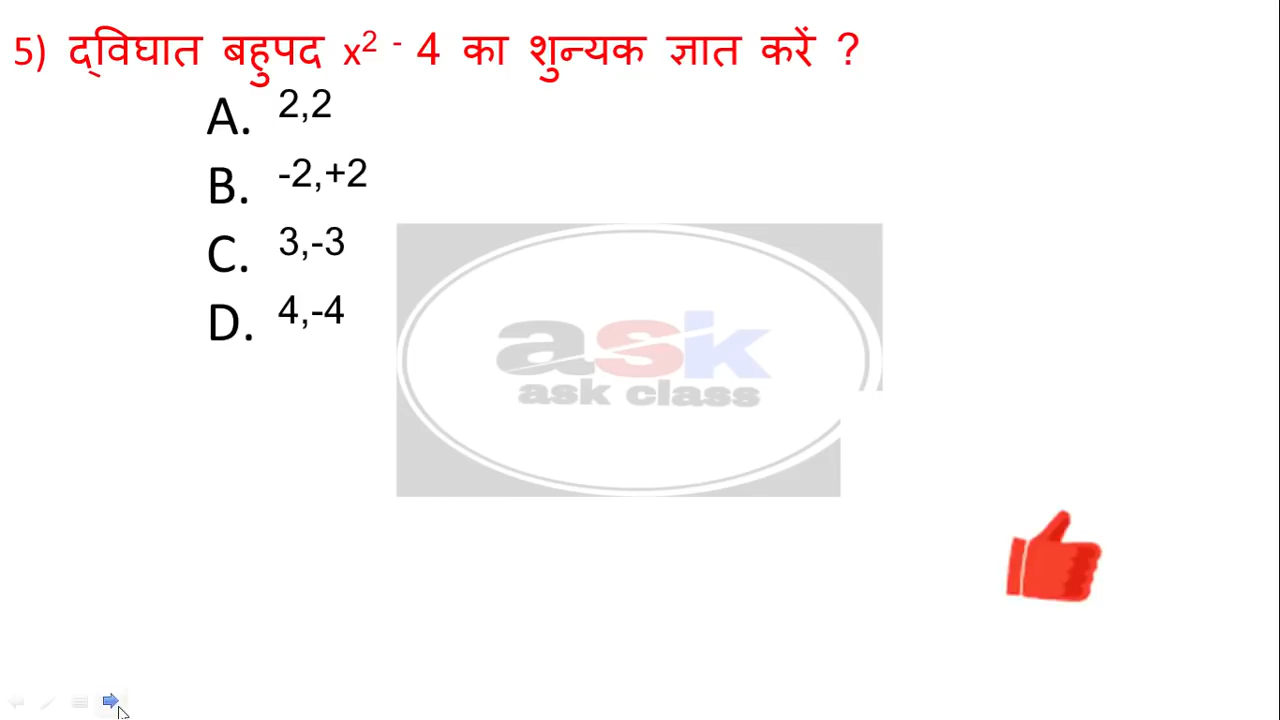 5) द्विघात बहुपद x² - 4 का शुन्यक ज्ञात करें ?
A. 2,2
B. -2,+2
C. 3,-3
D. 4,-4
ask
ask class